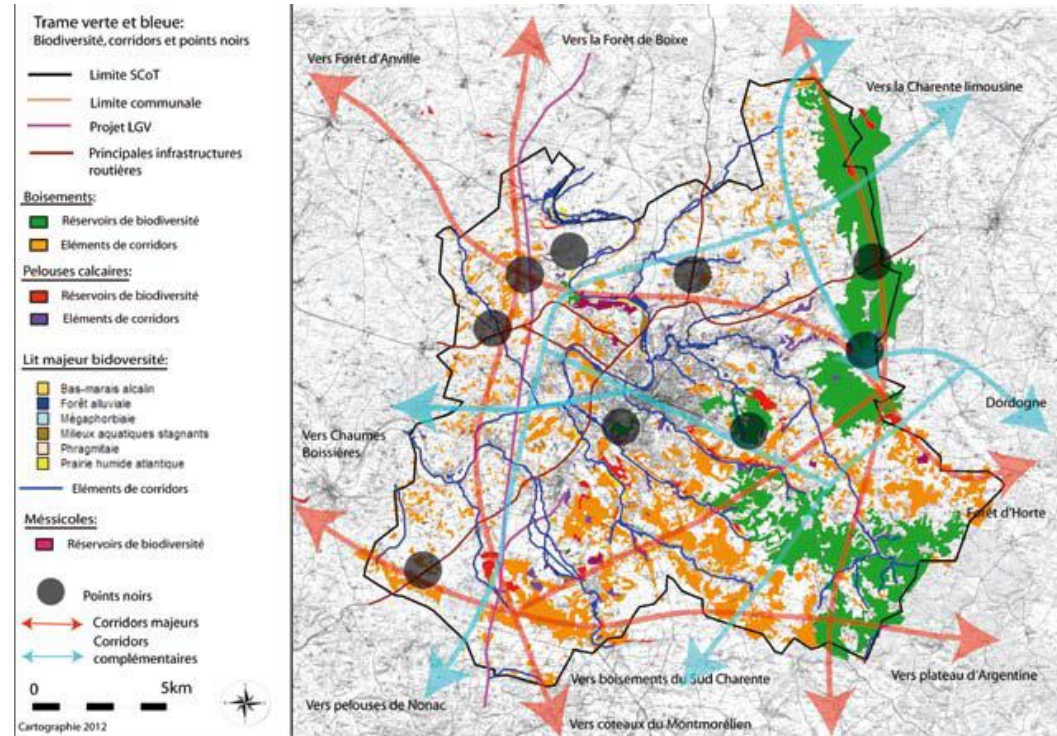 Trame verte et bleue:
Biodiversité, corridors et points noirs
Limite SCoT
Limite communale
Projet LGV
Principales infrastructures
routières
Boisements:
Réservoirs de biodiversité
Eléments de corridors
Pelouses calcaires:
Réservoirs de biodiversité
Eléments de corridors
Lit majeur bidoversité:
Bas-marais alcalin
Forêt alluviale
Mégaphorbiaie
Milieux aquatiques stagnants
Phragmitaie
Prairie humide atlantique
Eléments de corridors
Méssicoles:
Réservoirs de biodiversité
Points noirs
Corridors majeurs
Corridors
complémentaires
0 5km
Cartographie 2012
Vers Forêt d'Anville
Vers la Forêt de Boixe
Vers la Charente limousine
Dordogne
Vers Chaumes
Boissières
Forêt d'Horte
Vers plateau d'Argentine
Vers boisements du Sud Charente
Vers pelouses de Nonac
Vers coteaux du Montmorélien